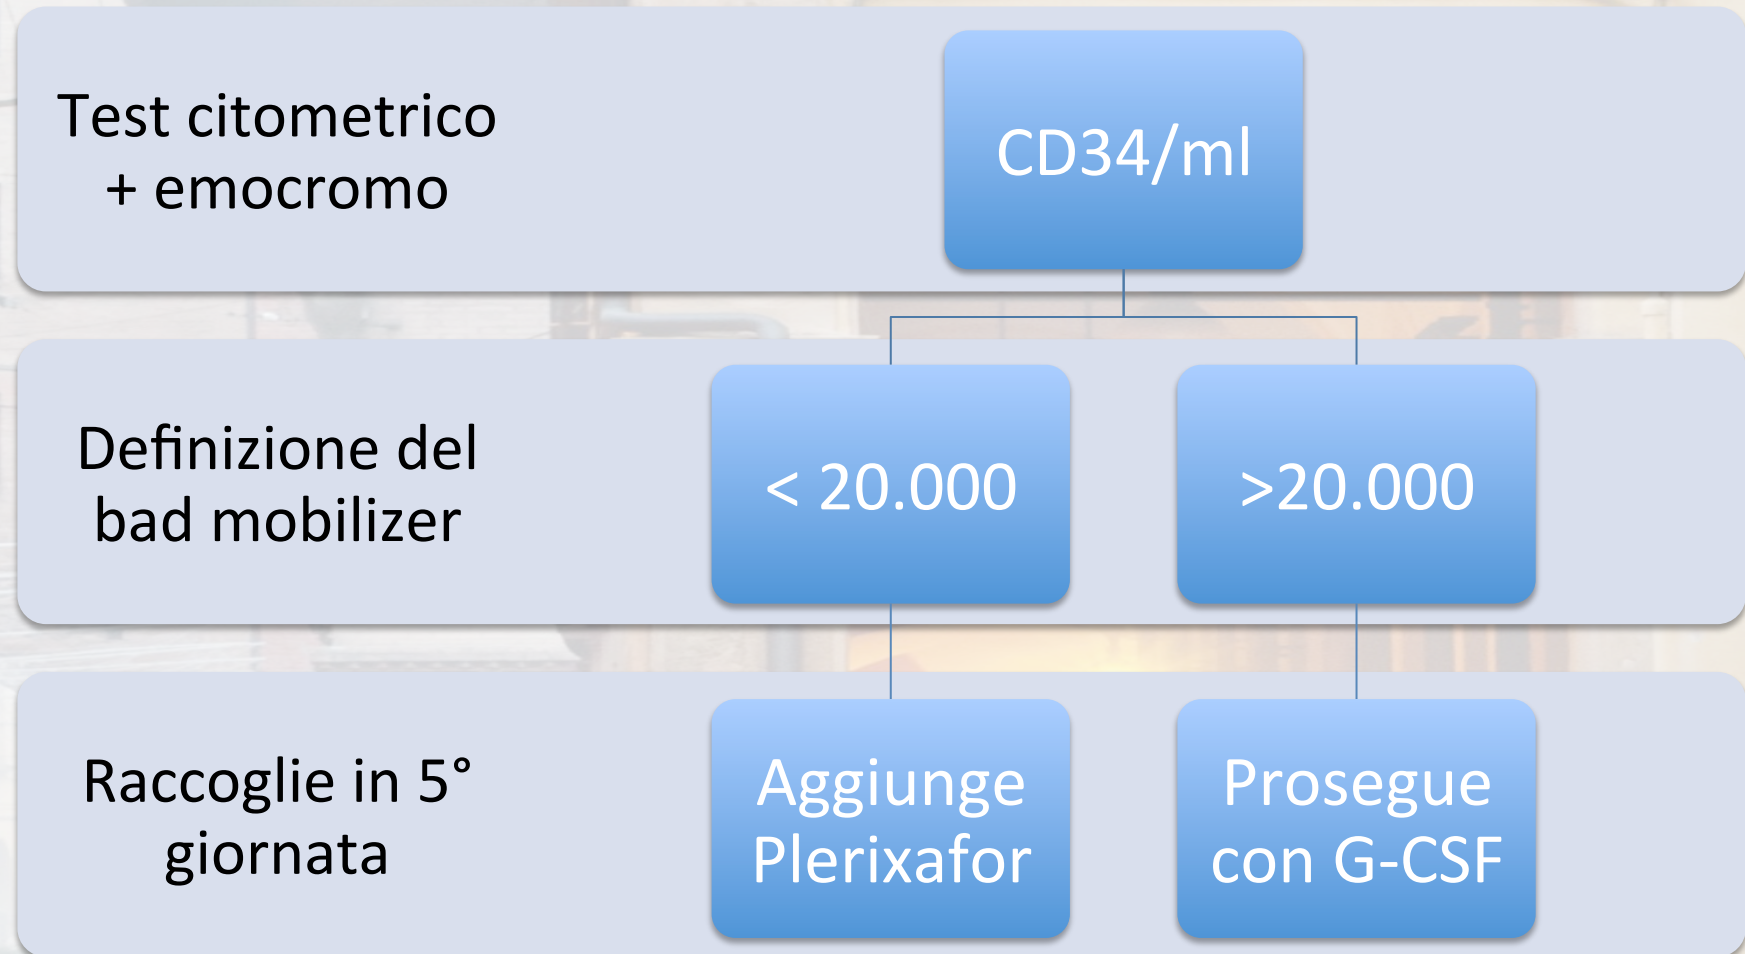 Test citometrico
+ emocromo
CD34/ml
Definizione del
bad mobilizer
< 20.000
>20.000
Raccoglie in 5°
giornata
Aggiunge
Plerixafor
Prosegue
con G-CSF